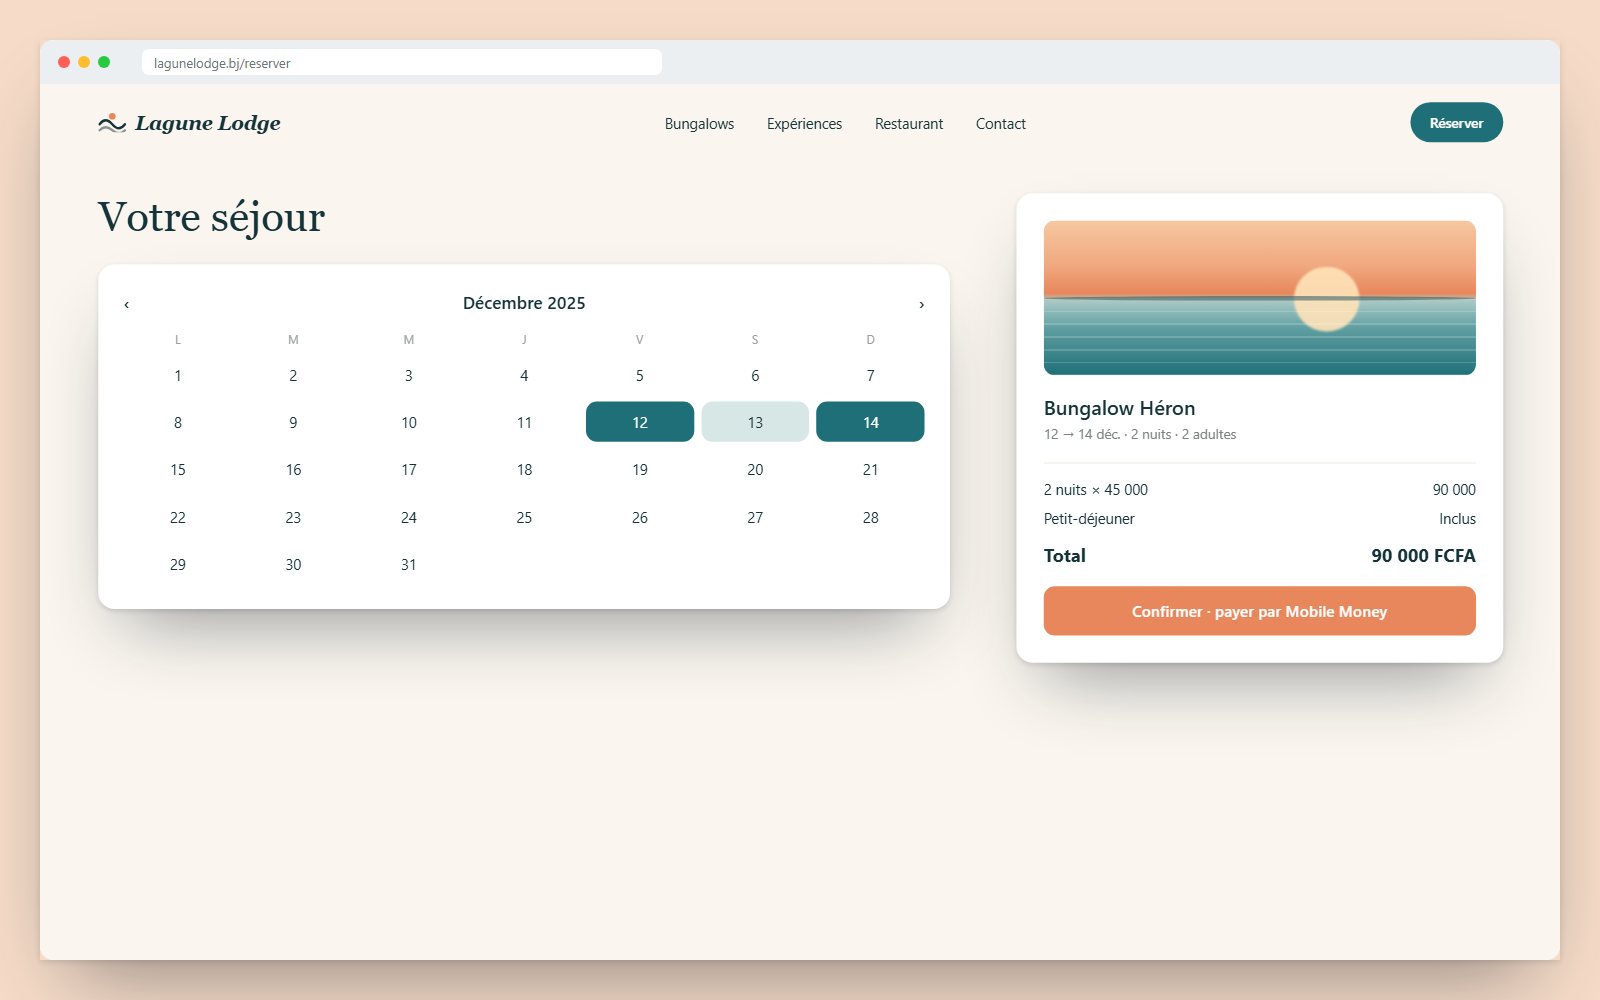 lagunelodge.bj/reserver
Lagune Lodge
Bungalows Expériences Restaurant Contact
Réserver
Votre séjour
‹ Décembre 2025 ›
L M M J V S D
1 2 3 4 5 6 7
8 9 10 11 12 13 14
15 16 17 18 19 20 21
22 23 24 25 26 27 28
29 30 31
Bungalow Héron
12 → 14 déc. · 2 nuits · 2 adultes
2 nuits × 45 000 90 000
Petit-déjeuner Inclus
Total 90 000 FCFA
Confirmer · payer par Mobile Money